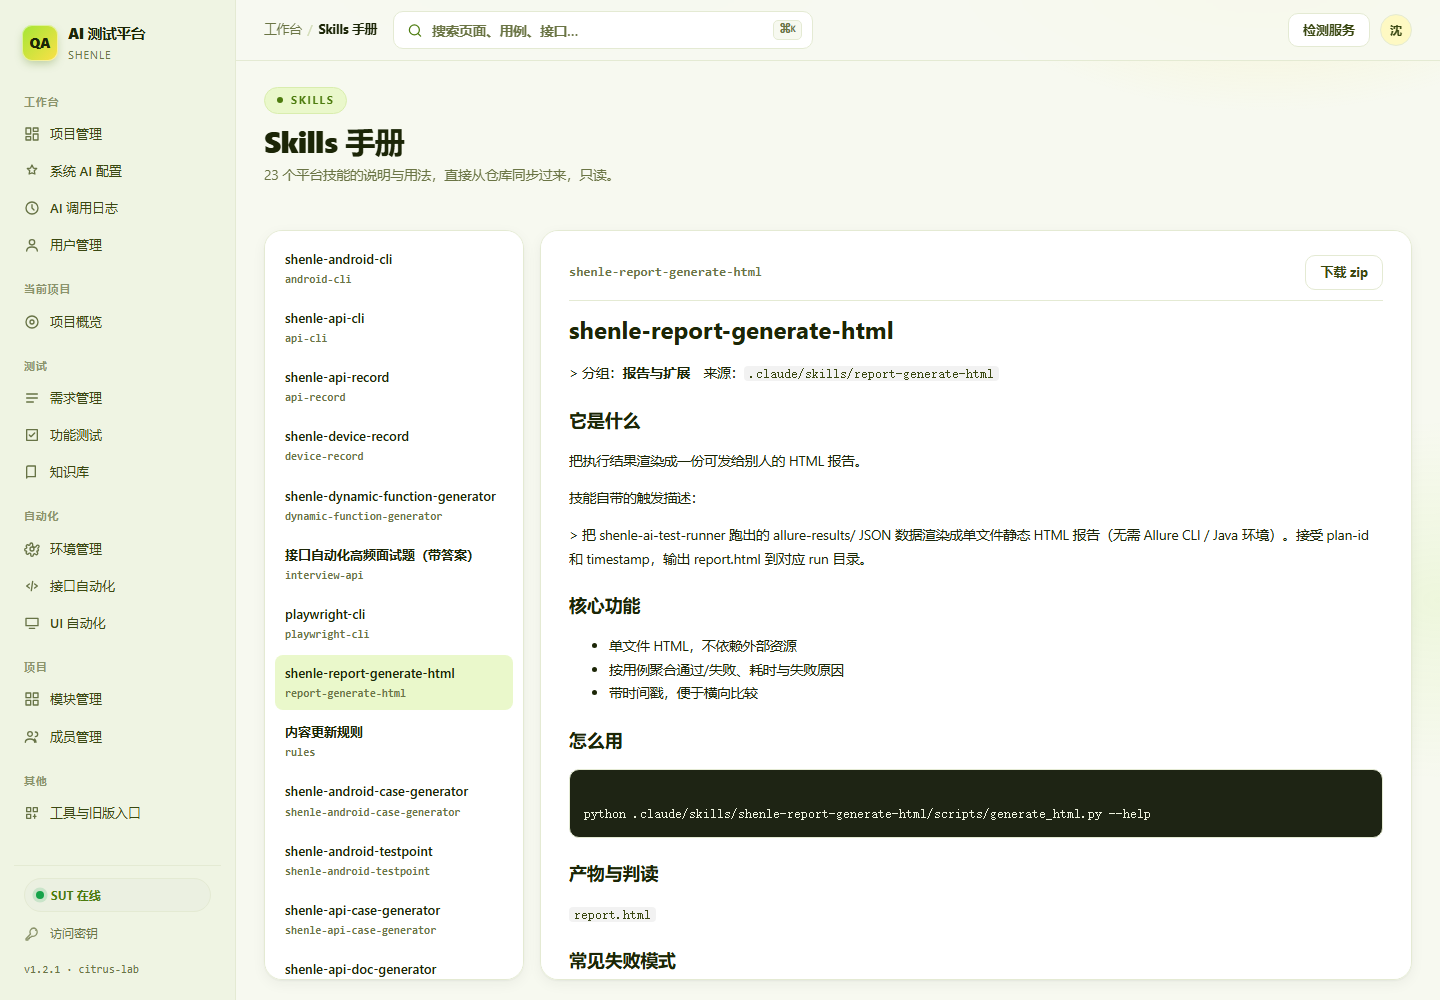 QA
AI 测试平台
SHENLE
工作台
项目管理
系统 AI 配置
AI 调用日志
用户管理
当前项目
项目概览
测试
需求管理
功能测试
知识库
自动化
环境管理
接口自动化
UI 自动化
项目
模块管理
成员管理
其他
工具与旧版入口
SUT 在线
访问密钥
v1.2.1 · citrus-lab
工作台 / Skills 手册
搜索页面、用例、接口...
⌘K
检测服务
沈
SKILLS
Skills 手册
23 个平台技能的说明与用法，直接从仓库同步过来，只读。
shenle-android-cli
android-cli
shenle-api-cli
api-cli
shenle-api-record
api-record
shenle-device-record
device-record
shenle-dynamic-function-generator
dynamic-function-generator
接口自动化高频面试题（带答案）
interview-api
playwright-cli
playwright-cli
shenle-report-generate-html
report-generate-html
内容更新规则
rules
shenle-android-case-generator
shenle-android-case-generator
shenle-android-testpoint
shenle-android-testpoint
shenle-api-case-generator
shenle-api-case-generator
shenle-api-doc-generator
shenle-report-generate-html
下载 zip
shenle-report-generate-html
> 分组：报告与扩展 来源：.claude/skills/report-generate-html
它是什么
把执行结果渲染成一份可发给别人的 HTML 报告。
技能自带的触发描述：
> 把 shenle-ai-test-runner 跑出的 allure-results/ JSON 数据渲染成单文件静态 HTML 报告（无需 Allure CLI / Java 环境）。接受 plan-id
和 timestamp，输出 report.html 到对应 run 目录。
核心功能
• 单文件 HTML，不依赖外部资源
• 按用例聚合通过/失败、耗时与失败原因
• 带时间戳，便于横向比较
怎么用
python .claude/skills/shenle-report-generate-html/scripts/generate_html.py --help
产物与判读
report.html
常见失败模式